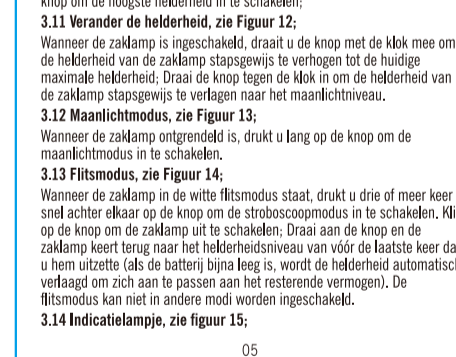 knop om de hoogste helderheid in te schakelen;
3.11 Verander de helderheid, zie Figuur 12;
Wanneer de zaklamp is ingeschakeld, draait u de knop met de klok mee om
de helderheid van de zaklamp stapsgewijs te verhogen tot de huidige
maximale helderheid; Draai de knop tegen de klok in om de helderheid van
de zaklamp stapsgewijs te verlagen naar het maanlichtniveau.
3.12 Maanlichtmodus, zie Figuur 13;
Wanneer de zaklamp ontgrendeld is, drukt u lang op de knop om de
maanlichtmodus in te schakelen.
3.13 Flitsmodus, zie Figuur 14;
Wanneer de zaklamp in de witte flitsmodus staat, drukt u drie of meer keer
snel achter elkaar op de knop om de stroboscoopmodus in te schakelen. Kli
op de knop om de zaklamp uit te schakelen; Draai aan de knop en de
zaklamp keert terug naar het helderheidsniveau van vóór de laatste keer da
u hem uitzette (als de batterij bijna leeg is, wordt de helderheid automatisc
verlaagd om zich aan te passen aan het resterende vermogen). De
flitsmodus kan niet in andere modi worden ingeschakeld.
3.14 Indicatielampje, zie figuur 15;
05